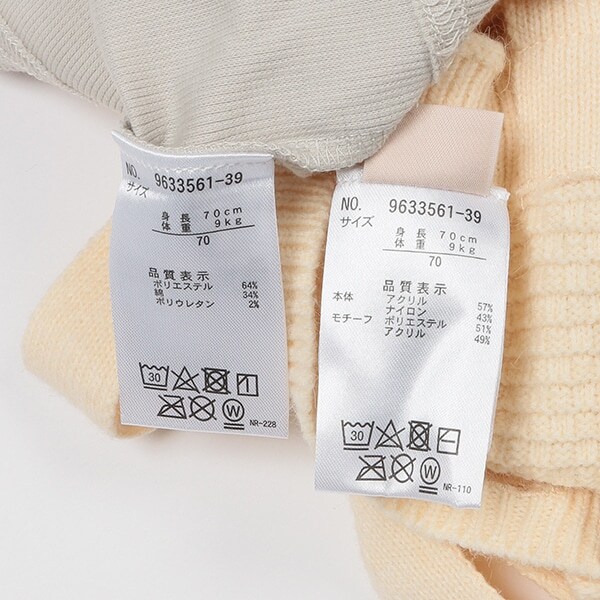 NO. 9633561-39
サイズ
身長 70cm
体重 9kg
70
品質表示
ポリエステル 64%
綿 34%
ポリウレタン 2%
30
W
NR-228
NO. 9633561-39
サイズ
身長 70cm
体重 9kg
70
品質表示
本体 アクリル 57%
ナイロン 43%
モチーフ ポリエステル 51%
アクリル 49%
30
W
NR-110